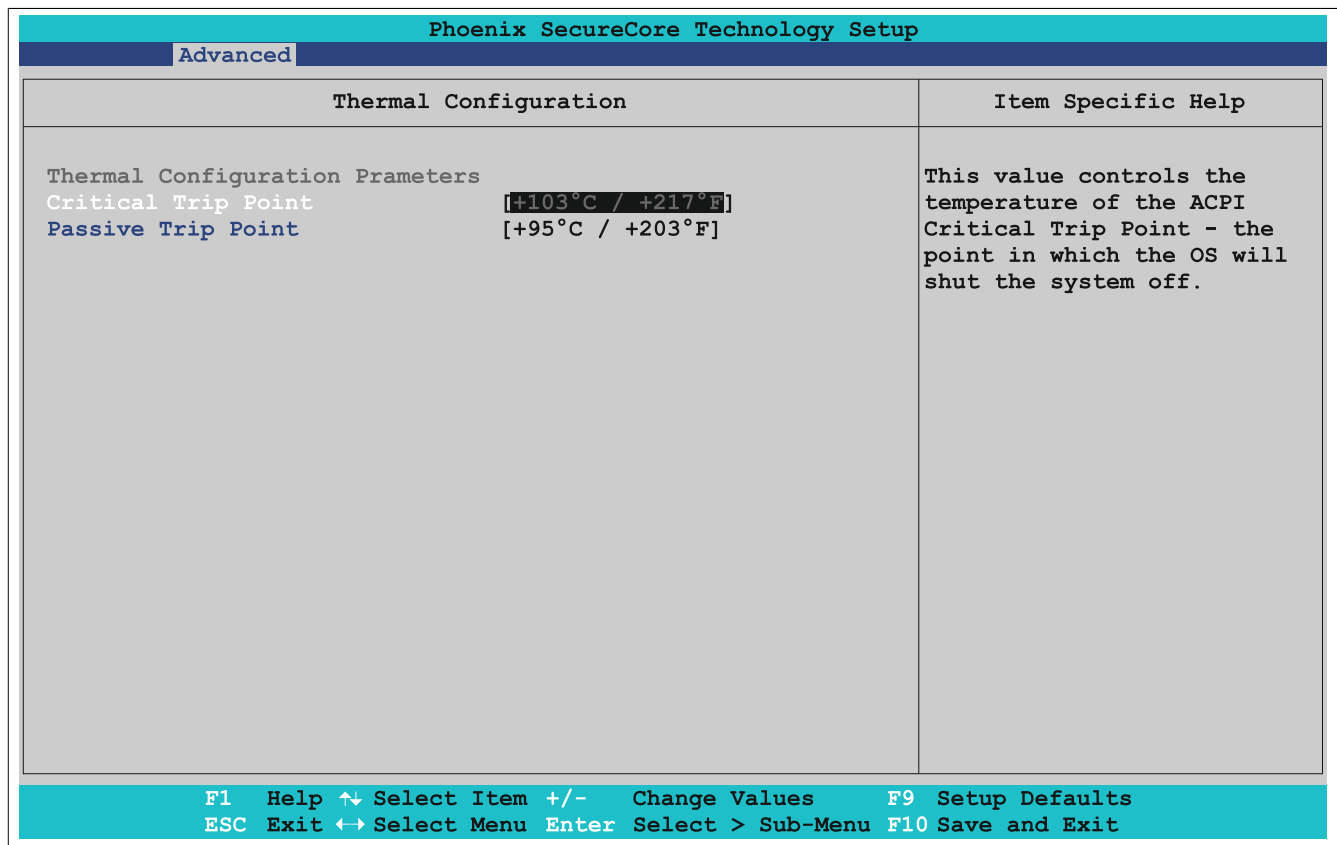 Phoenix SecureCore Technology Setup
Advanced
Thermal Configuration
Item Specific Help
Thermal Configuration Prameters
Critical Trip Point [+103°C / +217°F]
Passive Trip Point [+95°C / +203°F]
This value controls the
temperature of the ACPI
Critical Trip Point - the
point in which the OS will
shut the system off.
F1 Help ↑↓ Select Item +/- Change Values F9 Setup Defaults
ESC Exit ←→ Select Menu Enter Select > Sub-Menu F10 Save and Exit